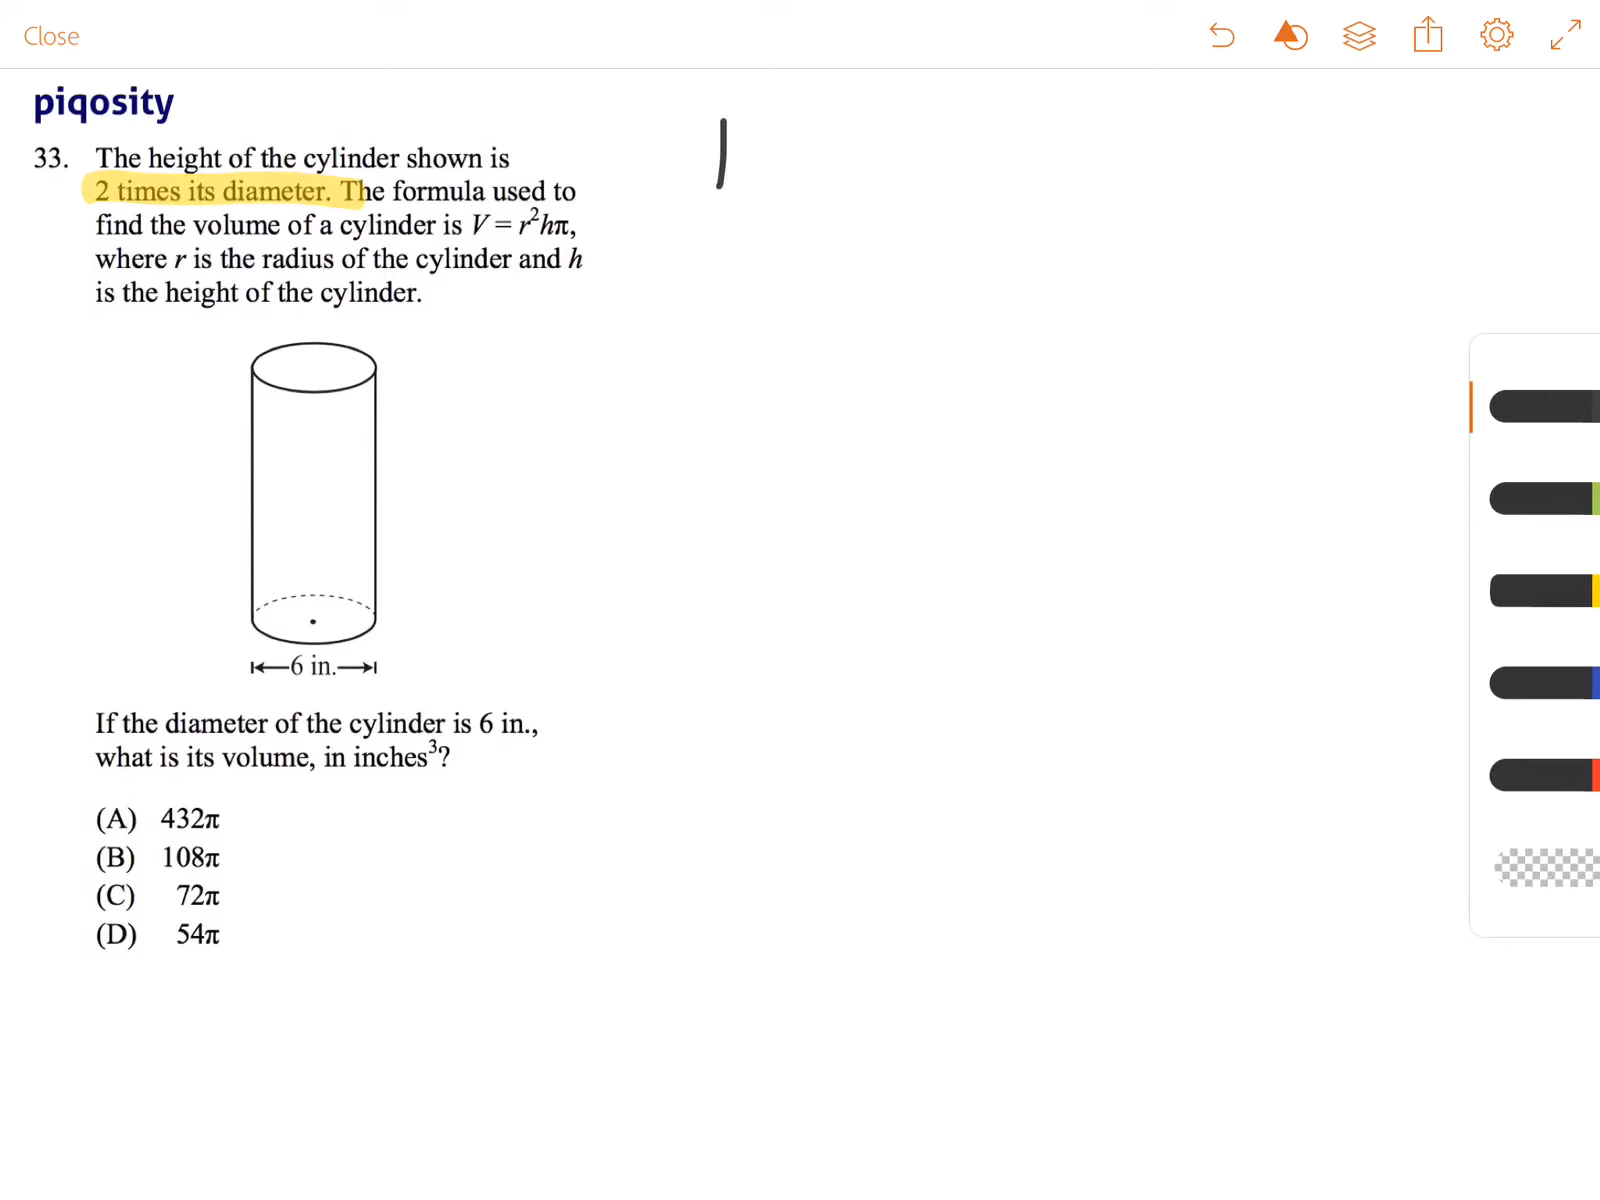 Close
piqosity
33. The height of the cylinder shown is
2 times its diameter. The formula used to
find the volume of a cylinder is V = r²hπ,
where r is the radius of the cylinder and h
is the height of the cylinder.
6 in.
If the diameter of the cylinder is 6 in.,
what is its volume, in inches³?
(A) 432π
(B) 108π
(C) 72π
(D) 54π